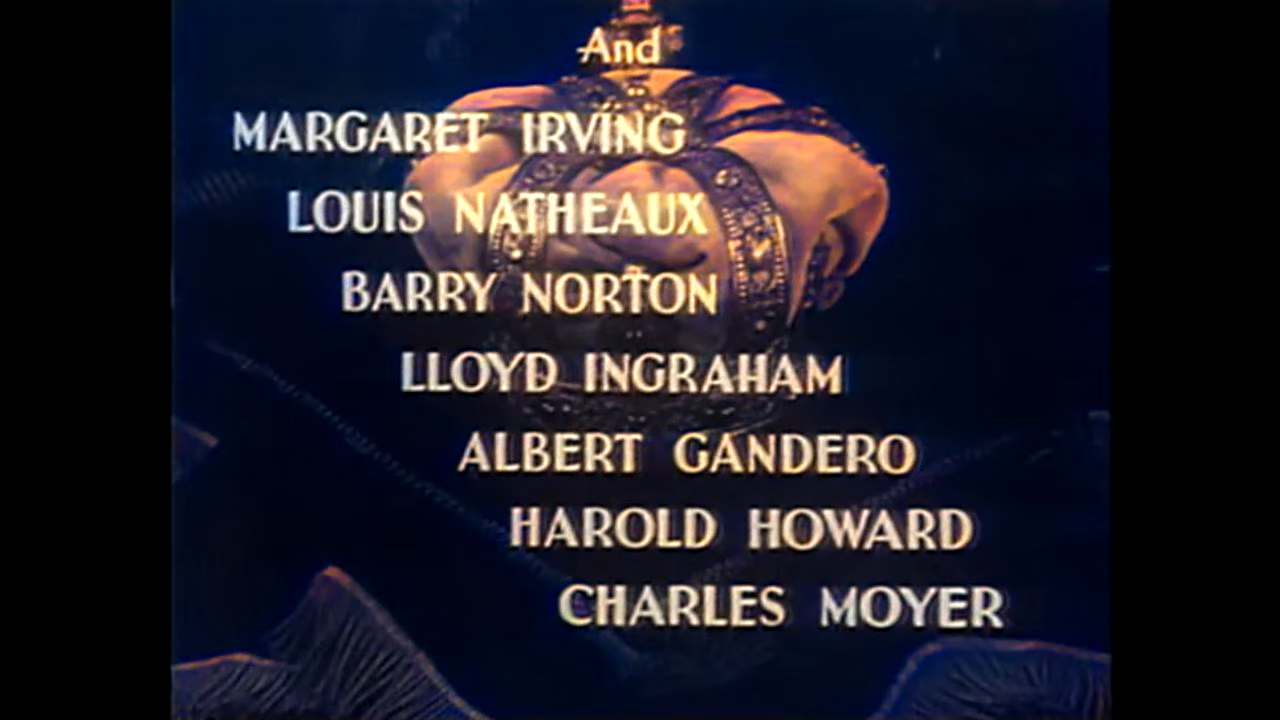 And
MARGARET IRVING
LOUIS NATHEAUX
BARRY NORTON
LLOYD INGRAHAM
ALBERT GANDERO
HAROLD HOWARD
CHARLES MOYER